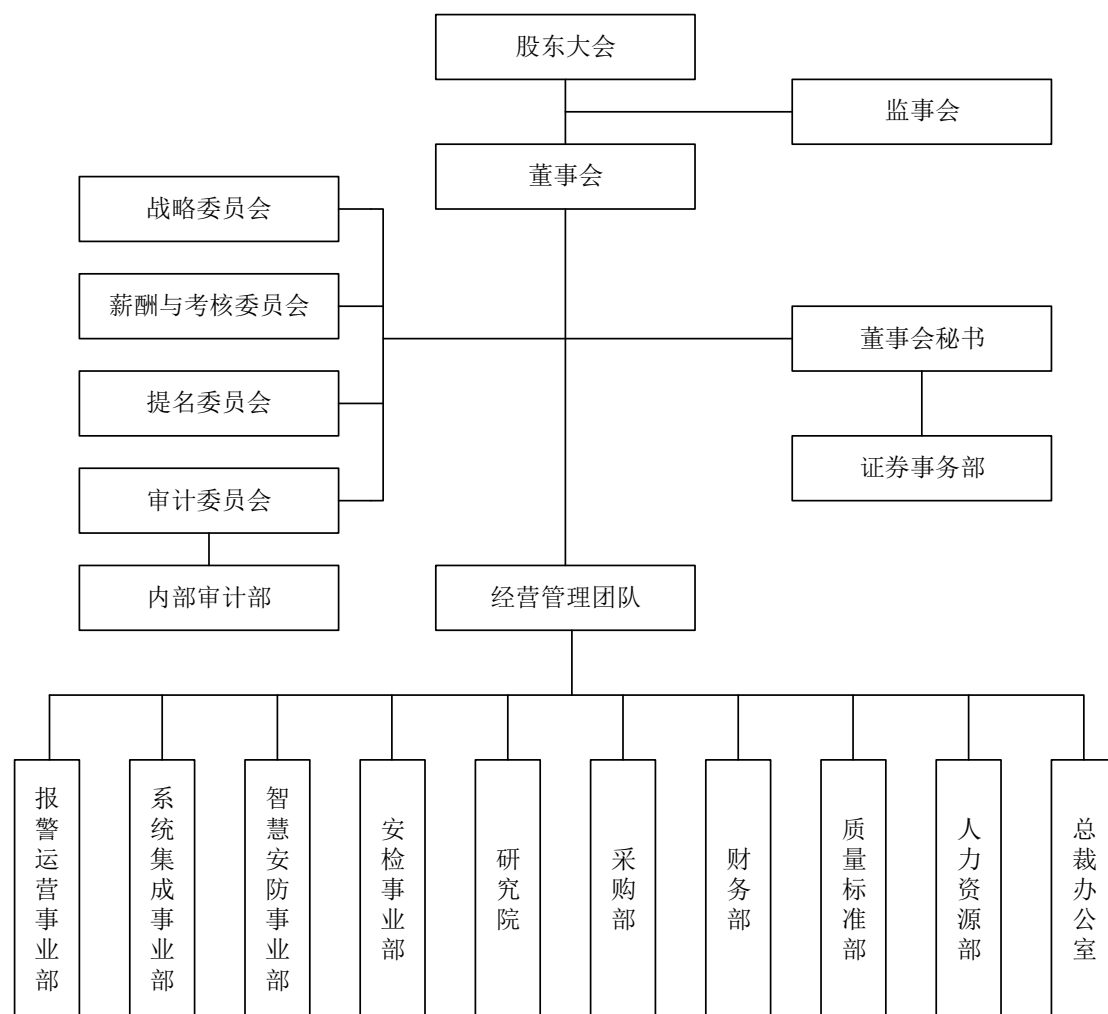 股东大会
监事会
董事会
战略委员会
薪酬与考核委员会
董事会秘书
提名委员会
证券事务部
审计委员会
内部审计部
经营管理团队
报警运营事业部
系统集成事业部
智慧安防事业部
安检事业部
研究院
采购部
财务部
质量标准部
人力资源部
总裁办公室